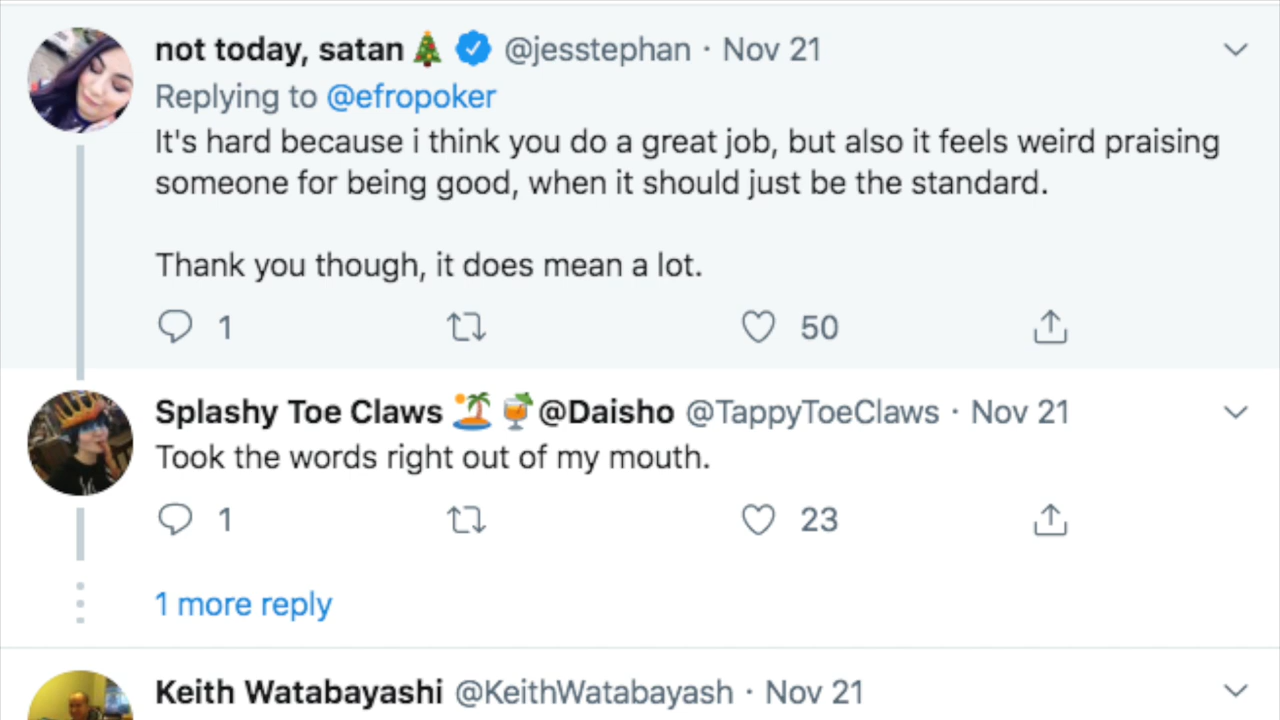 not today, satan🎄 @jesstephan · Nov 21
Replying to @efropoker
It's hard because i think you do a great job, but also it feels weird praising
someone for being good, when it should just be the standard.
Thank you though, it does mean a lot.
1 50
Splashy Toe Claws 🏝️🍹@Daisho @TappyToeClaws · Nov 21
Took the words right out of my mouth.
1 23
1 more reply
Keith Watabayashi @KeithWatabayash · Nov 21